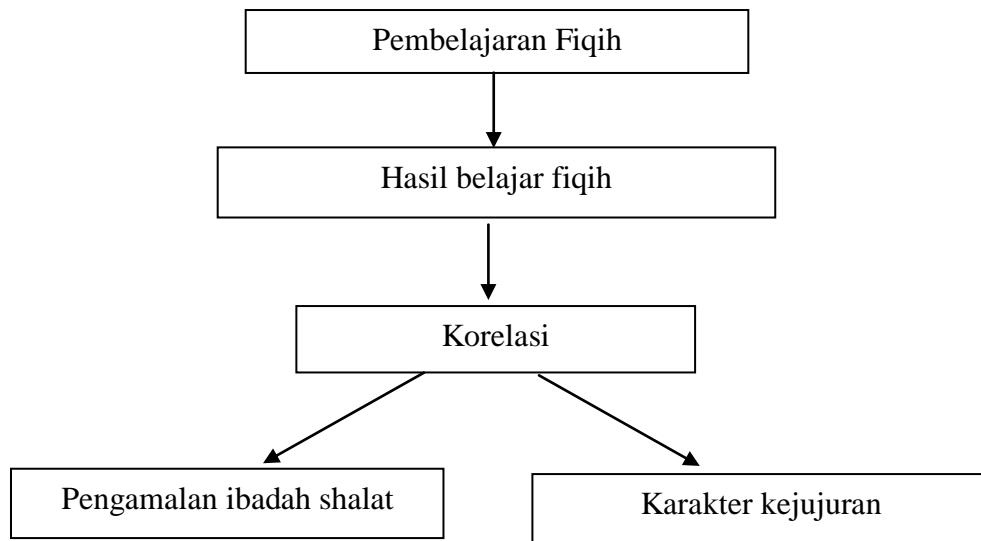 Pembelajaran Fiqih
Hasil belajar fiqih
Korelasi
Pengamalan ibadah shalat
Karakter kejujuran